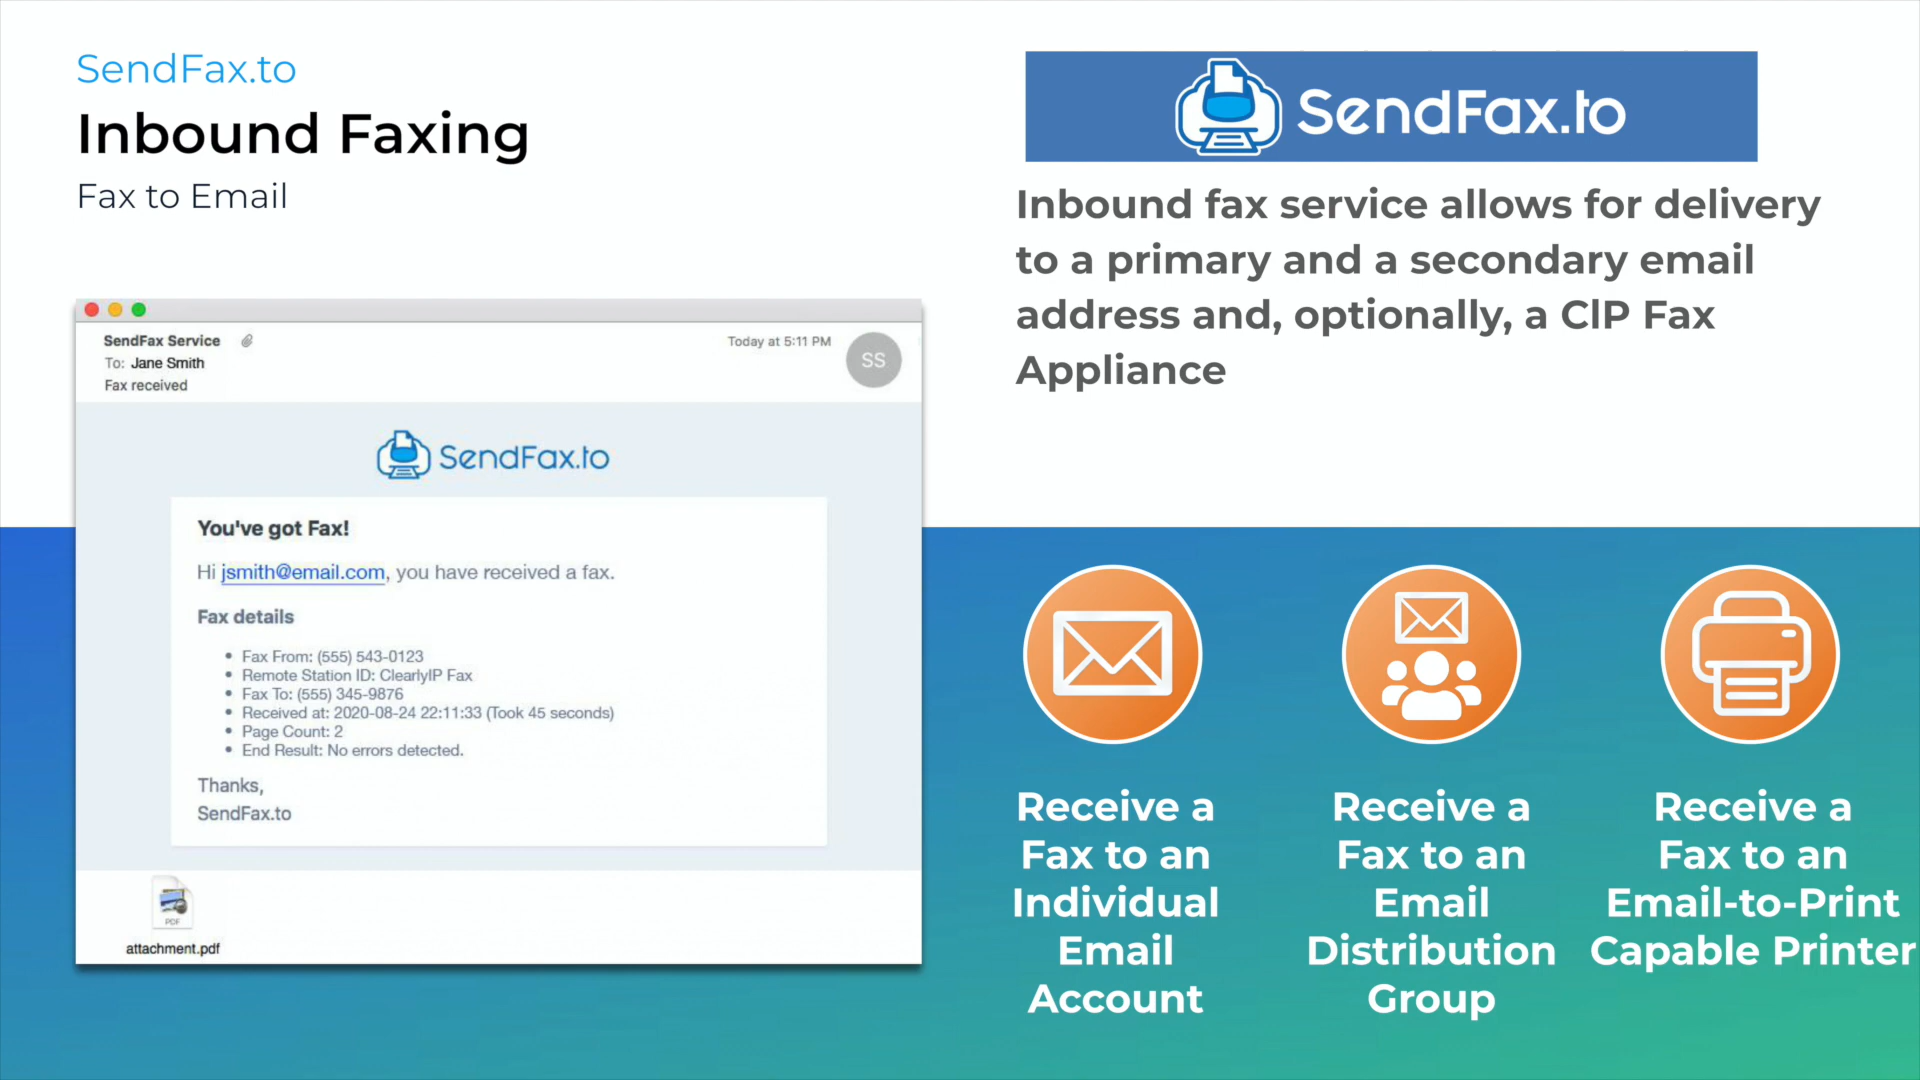 SendFax.to
Inbound Faxing
Fax to Email
SendFax Service
To: Jane Smith
Fax received
Today at 5:11 PM
SS
SendFax.to
You've got Fax!
Hi jsmith@email.com, you have received a fax.
Fax details
• Fax From: (555) 543-0123
• Remote Station ID: ClearlyIP Fax
• Fax To: (555) 345-9876
• Received at: 2020-08-24 22:11:33 (Took 45 seconds)
• Page Count: 2
• End Result: No errors detected.
Thanks,
SendFax.to
PDF
attachment.pdf
SendFax.to
Inbound fax service allows for delivery
to a primary and a secondary email
address and, optionally, a ClP Fax
Appliance
Receive a
Fax to an
Individual
Email
Account
Receive a
Fax to an
Email
Distribution
Group
Receive a
Fax to an
Email-to-Print
Capable Printer